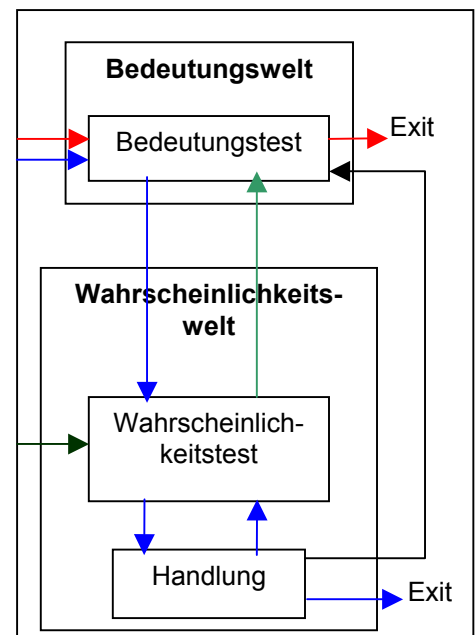 Bedeutungswelt
Bedeutungstest
Exit
Wahrscheinlichkeits-
welt
Wahrscheinlich-
keitstest
Handlung
Exit